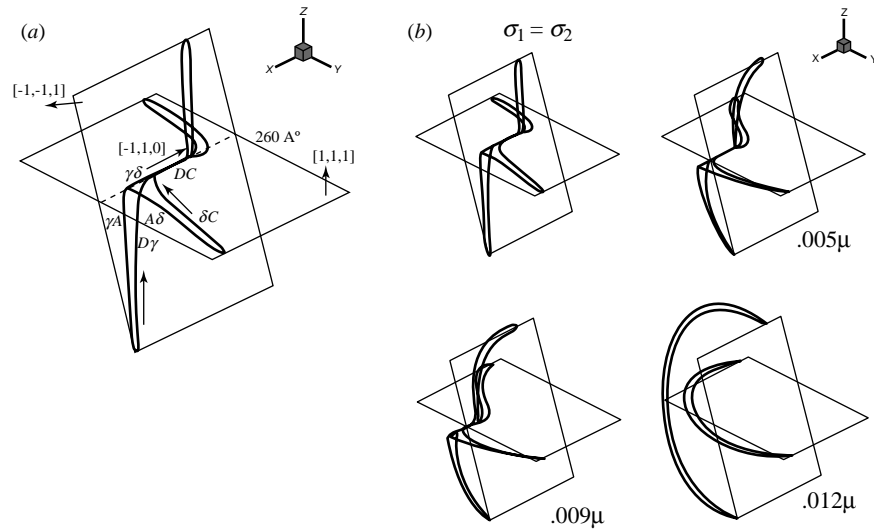 (a)
Z
X
Y
[-1,-1,1]
[-1,1,0]
260 Aº
[1,1,1]
γδ
DC
γA
Aδ
δC
Dγ
(b)
σ1 = σ2
Z
X
Y
.005μ
.009μ
.012μ